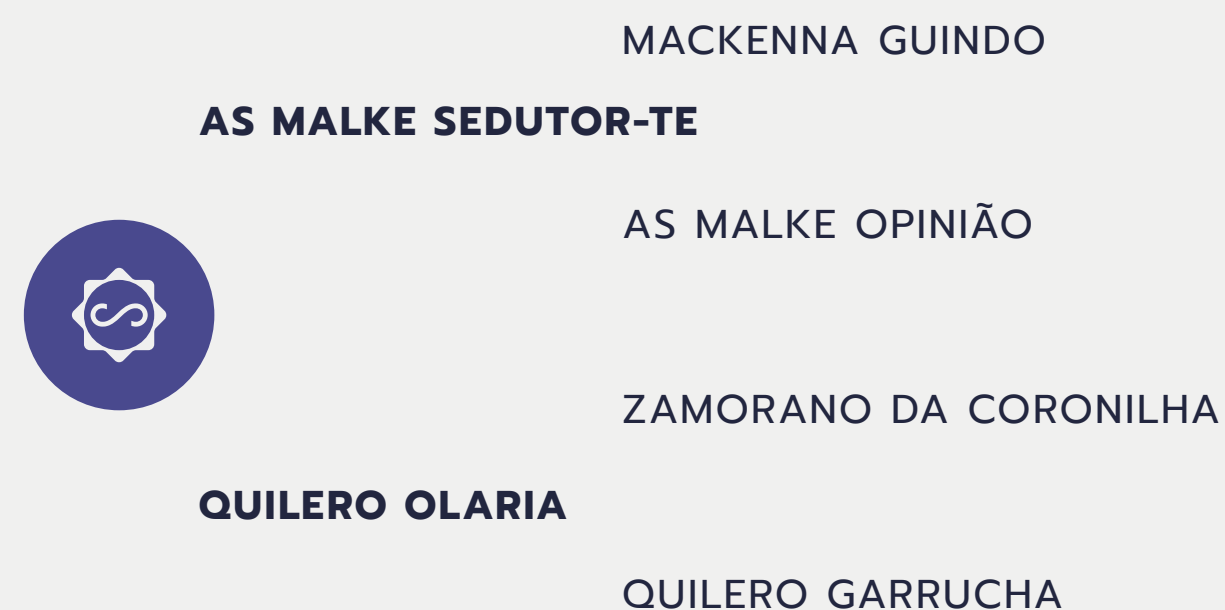 MACKENNA GUINDO
AS MALKE SEDUTOR-TE
AS MALKE OPINIÃO
ZAMORANO DA CORONILHA
QUILERO OLARIA
QUILERO GARRUCHA